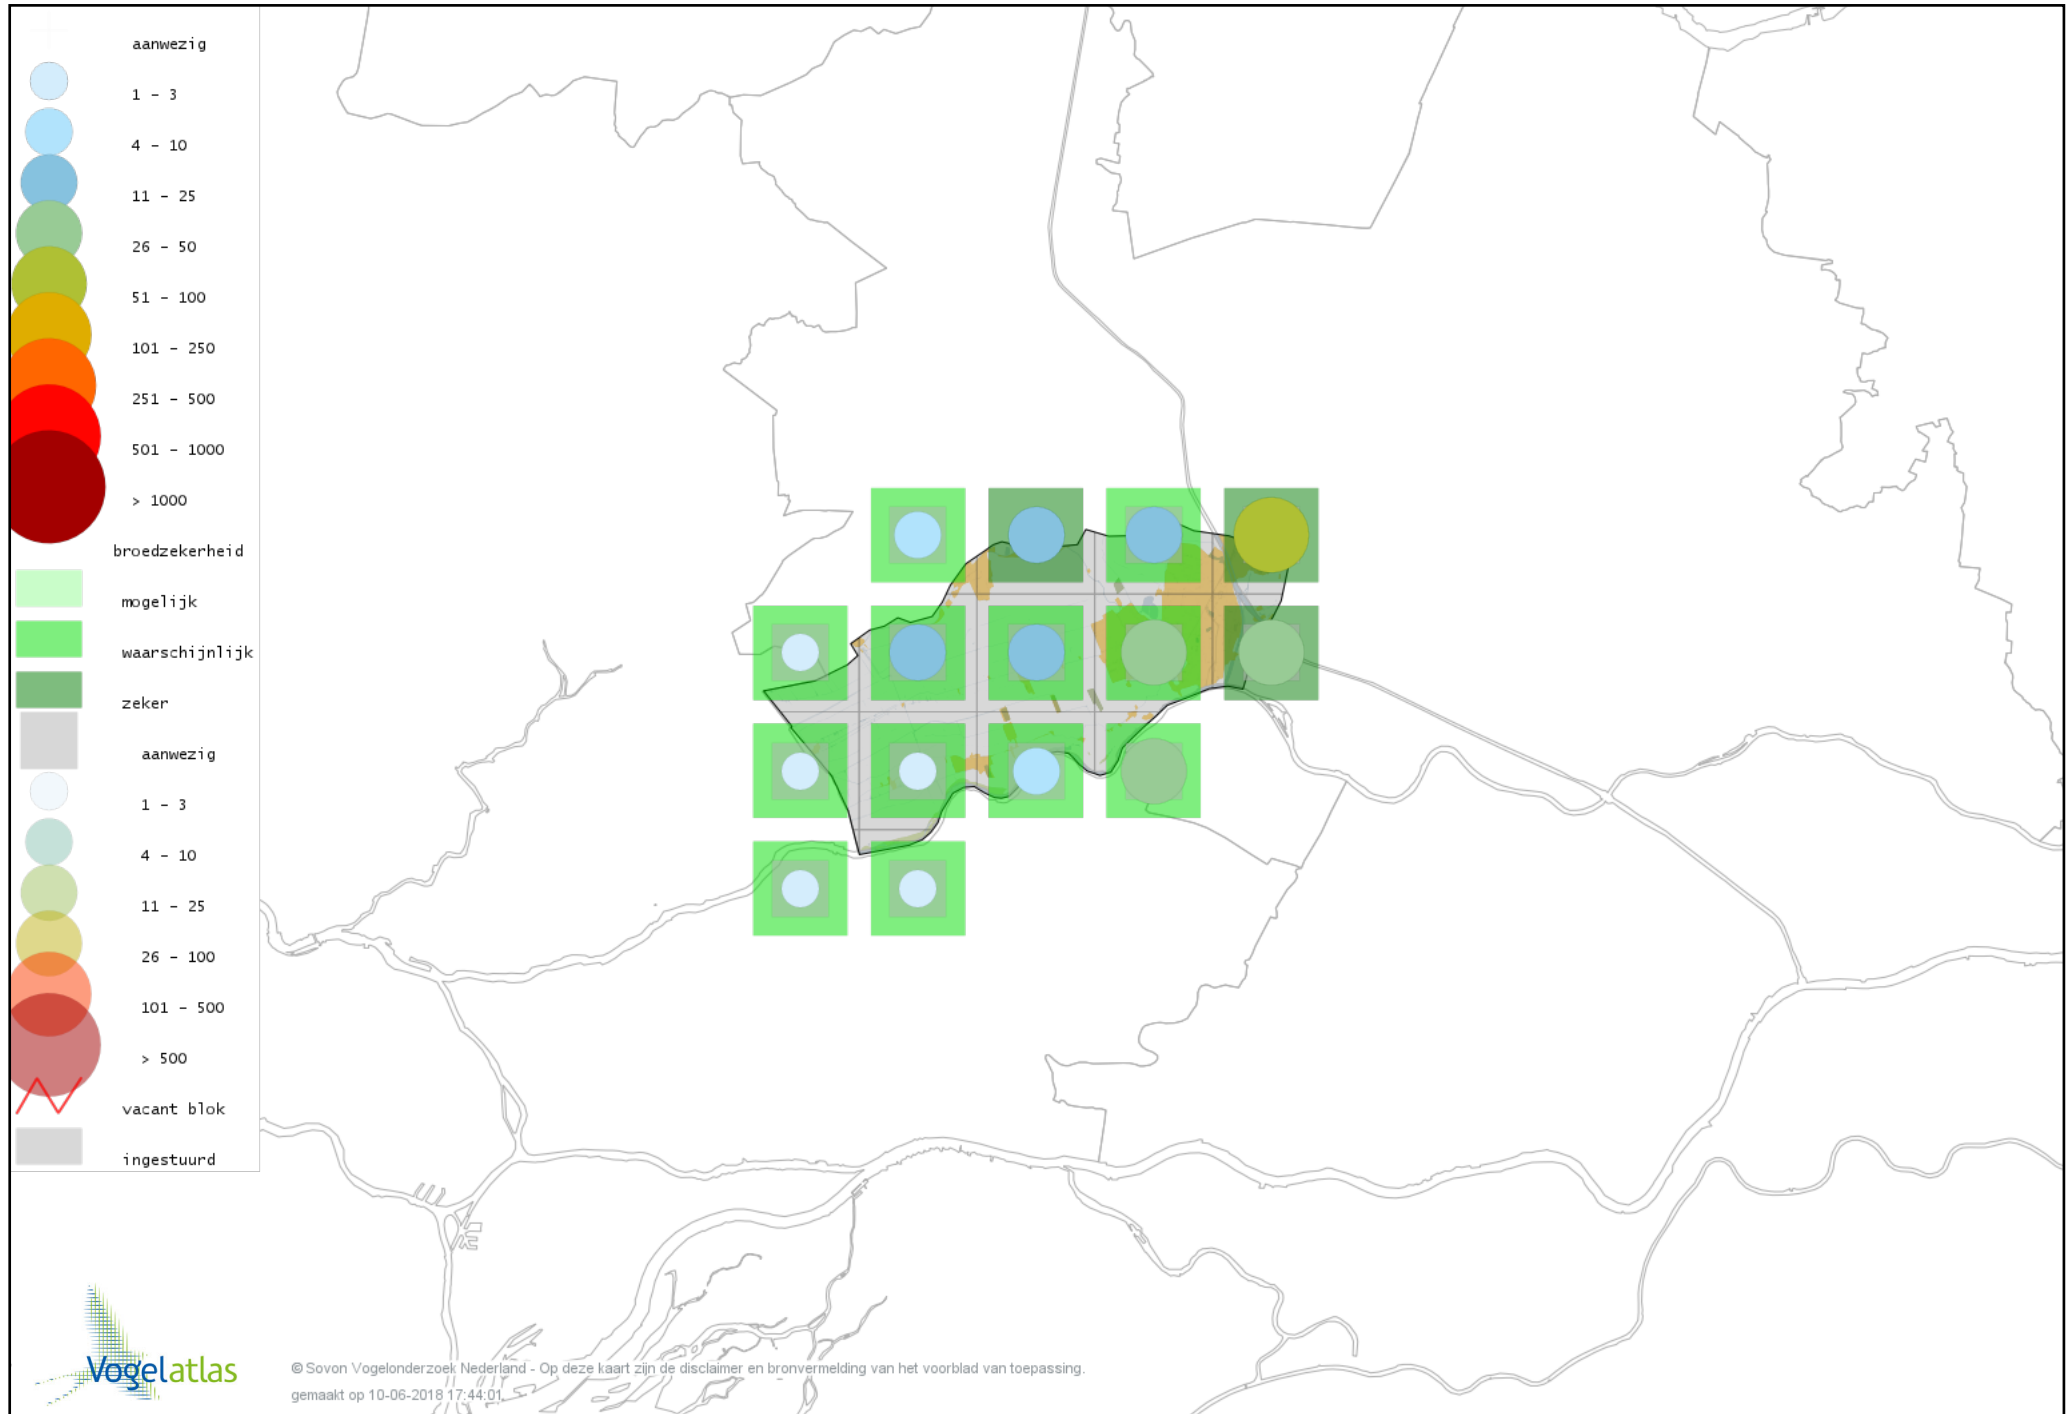 aanwezig
1 – 3
4 – 10
11 – 25
26 – 50
51 – 100
101 – 250
251 – 500
501 – 1000
> 1000
broedzekerheid
mogelijk
waarschijnlijk
zeker
aanwezig
1 – 3
4 – 10
11 – 25
26 – 100
101 – 500
> 500
vacant blok
ingestuurd
Vogelatlas
© Sovon Vogelonderzoek Nederland - Op deze kaart zijn de disclaimer en bronvermelding van het voorblad van toepassing.
gemaakt op 10-06-2018 17:44:01